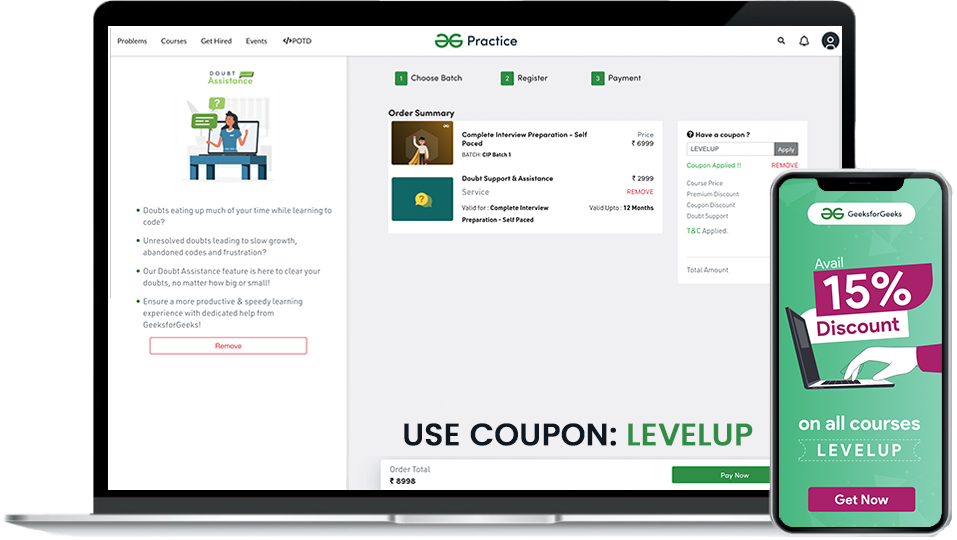 Problems Courses Get Hired Events </>POTD
Practice
DOUBT
Assistance
?
Doubts eating up much of your time while learning to
code?
Unresolved doubts leading to slow growth,
abandoned codes and frustration?
Our Doubt Assistance feature is here to clear your
doubts, no matter how big or small!
Ensure a more productive & speedy learning
experience with dedicated help from
GeeksforGeeks!
Remove
1 Choose Batch 2 Register 3 Payment
Order Summary
Complete Interview Preparation - Self
Paced
BATCH: CIP Batch 1
Price
₹ 6999
?
Doubt Support & Assistance
Service
Valid for : Complete Interview
Preparation - Self Paced
₹ 2999
REMOVE
Valid Upto : 12 Months
Have a coupon ?
LEVELUP Apply
Coupon Applied !! REMOVE
Course Price
Premium Discount
Coupon Discount
Doubt Support
T&C Applied.
Total Amount
USE COUPON: LEVELUP
Order Total
₹ 8998
Pay Now
GeeksforGeeks
Avail
15%
Discount
on all courses
LEVELUP
Get Now